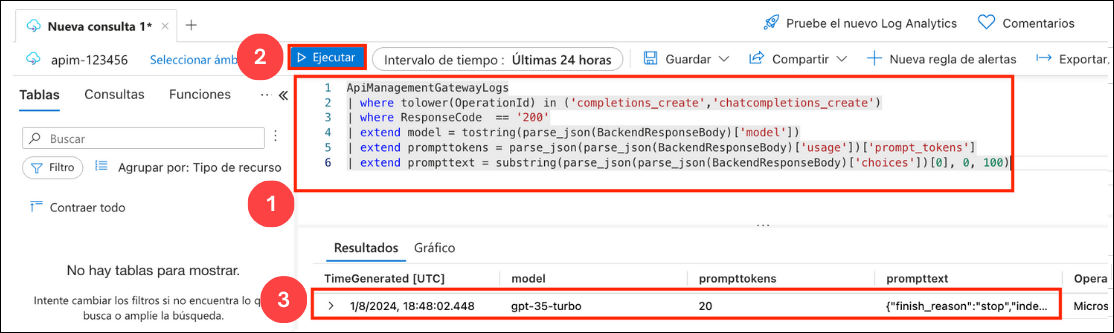 Nueva consulta 1*
Pruebe el nuevo Log Analytics
Comentarios
apim-123456
Seleccionar ámb
2
Ejecutar
Intervalo de tiempo : Últimas 24 horas
Guardar
Compartir
Nueva regla de alertas
Exportar
Tablas
Consultas
Funciones
Buscar
Filtro
Agrupar por: Tipo de recurso
Contraer todo
No hay tablas para mostrar.
Intente cambiar los filtros si no encuentra lo q
busca o amplíe la búsqueda.
1
1 ApiManagementGatewayLogs
2 | where tolower(OperationId) in ('completions_create','chatcompletions_create')
3 | where ResponseCode  == '200'
4 | extend model = tostring(parse_json(BackendResponseBody)['model'])
5 | extend prompttokens = parse_json(parse_json(BackendResponseBody)['usage'])['prompt_tokens']
6 | extend prompttext = substring(parse_json(parse_json(BackendResponseBody)['choices'])[0], 0, 100)
Resultados
Gráfico
TimeGenerated [UTC] model prompttokens prompttext Opera
3
1/8/2024, 18:48:02.448 gpt-35-turbo 20 {"finish_reason":"stop","inde... Micros